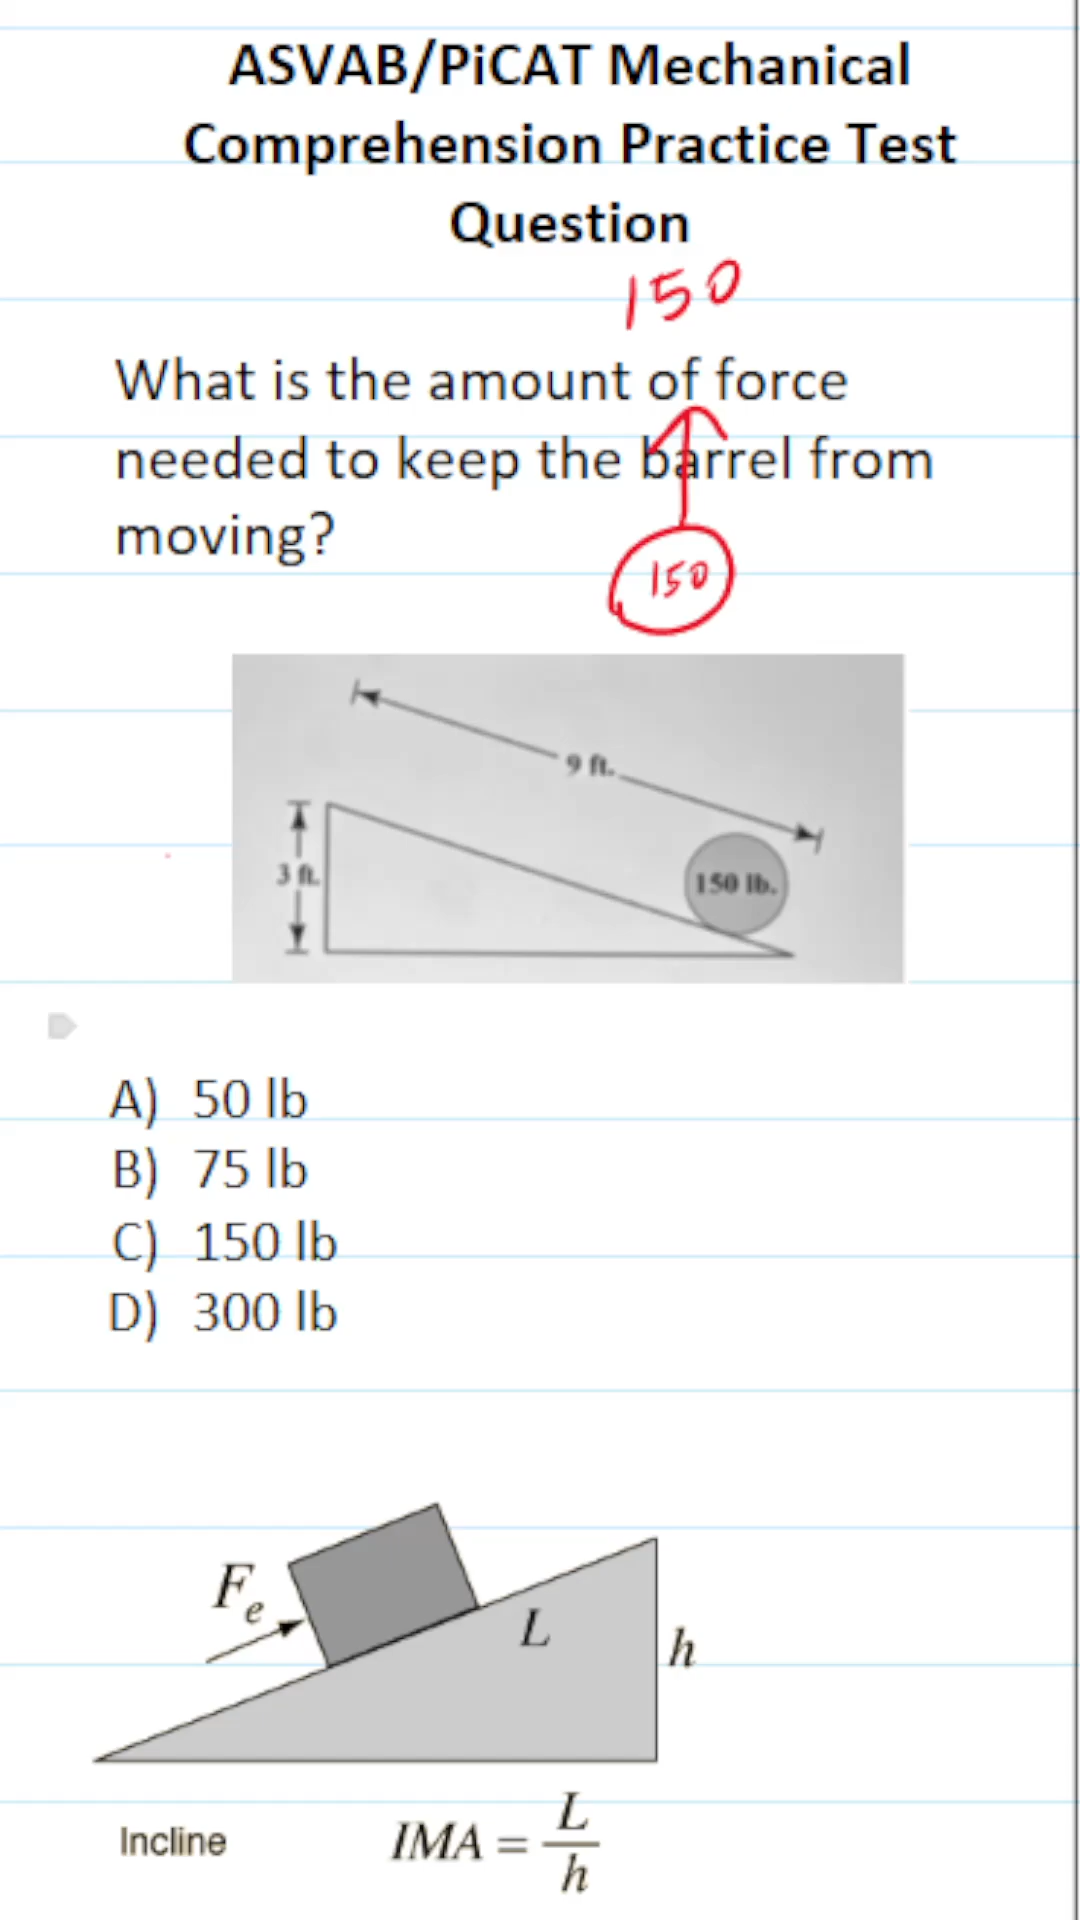 ASVAB/PiCAT Mechanical
Comprehension Practice Test
Question
150
What is the amount of force
needed to keep the barrel from
moving?
150
9 ft.
3 ft.
150 lb.
A) 50 lb
B) 75 lb
C) 150 lb
D) 300 lb
Fe
L
h
Incline
IMA = L/h